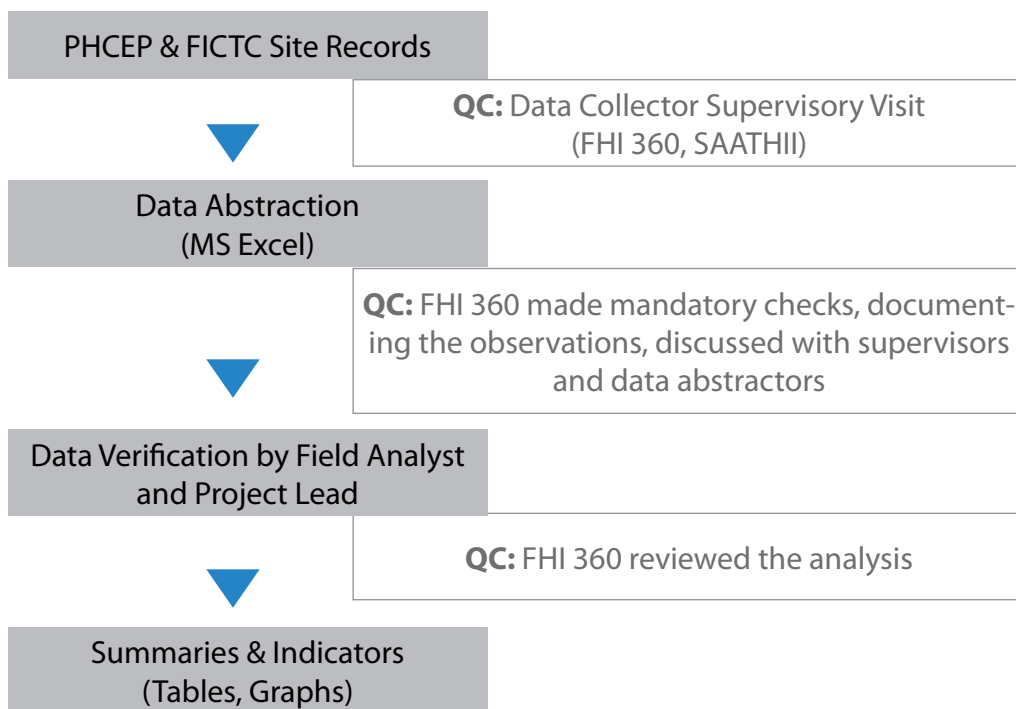 PHCEP & FICTC Site Records
QC: Data Collector Supervisory Visit
(FHI 360, SAATHII)
Data Abstraction
(MS Excel)
QC: FHI 360 made mandatory checks, document-
ing the observations, discussed with supervisors
and data abstractors
Data Verification by Field Analyst
and Project Lead
QC: FHI 360 reviewed the analysis
Summaries & Indicators
(Tables, Graphs)